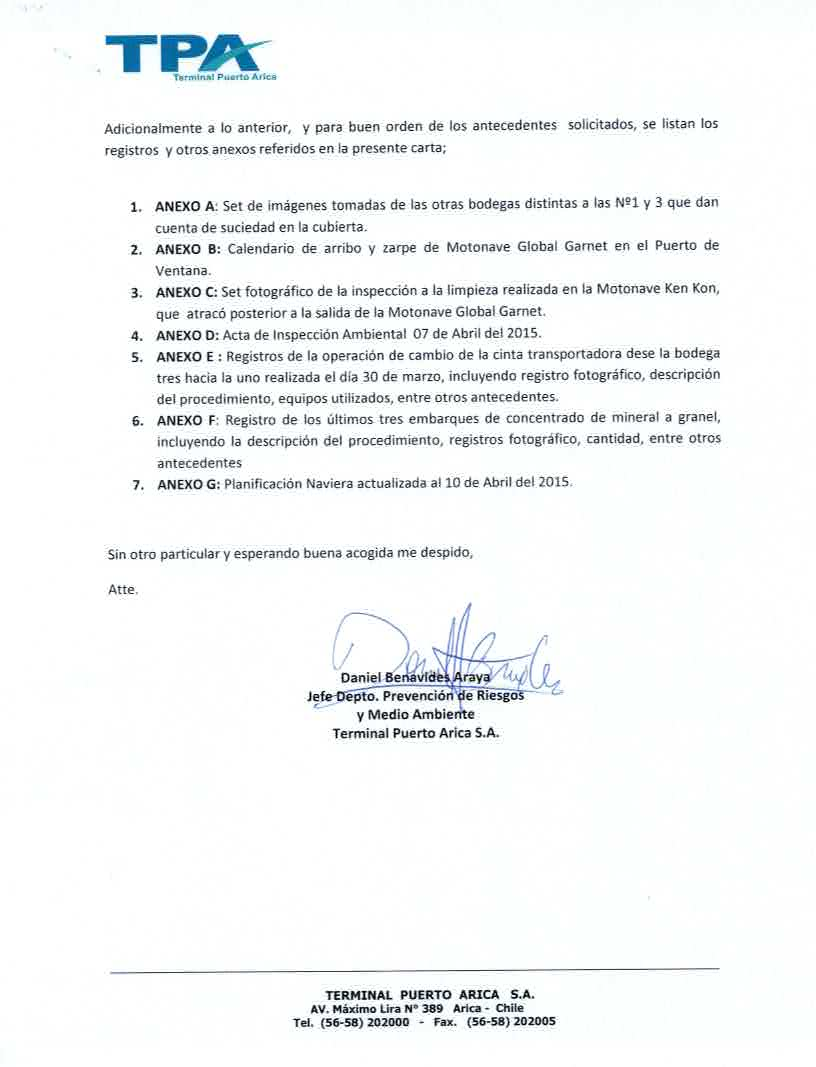 TPA
Terminal Puerto Arica
Adicionalmente a lo anterior, y para buen orden de los antecedentes solicitados, se listan los
registros y otros anexos referidos en la presente carta;
1. ANEXO A: Set de imágenes tomadas de las otras bodegas distintas a las Nº1 y 3 que dan
cuenta de suciedad en la cubierta.
2. ANEXO B: Calendario de arribo y zarpe de Motonave Global Garnet en el Puerto de
Ventana.
3. ANEXO C: Set fotográfico de la inspección a la limpieza realizada en la Motonave Ken Kon,
que atracó posterior a la salida de la Motonave Global Garnet.
4. ANEXO D: Acta de Inspección Ambiental 07 de Abril del 2015.
5. ANEXO E : Registros de la operación de cambio de la cinta transportadora dese la bodega
tres hacia la uno realizada el día 30 de marzo, incluyendo registro fotográfico, descripción
del procedimiento, equipos utilizados, entre otros antecedentes.
6. ANEXO F: Registro de los últimos tres embarques de concentrado de mineral a granel,
incluyendo la descripción del procedimiento, registros fotográfico, cantidad, entre otros
antecedentes
7. ANEXO G: Planificación Naviera actualizada al 10 de Abril del 2015.
Sin otro particular y esperando buena acogida me despido,
Atte.
Daniel Benavides Araya
Jefe Depto. Prevención de Riesgos
y Medio Ambiente
Terminal Puerto Arica S.A.
TERMINAL PUERTO ARICA S.A.
AV. Máximo Lira N° 389 Arica - Chile
Tel. (56-58) 202000 - Fax. (56-58) 202005